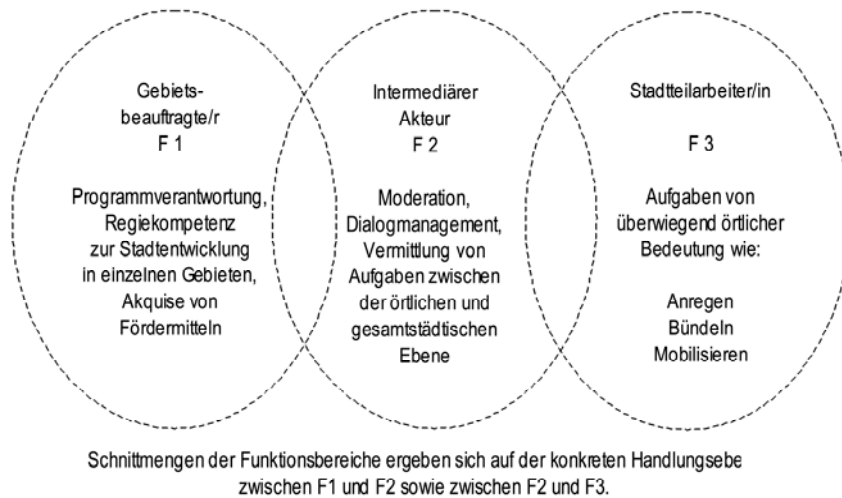 Gebiets-
beauftragte/r
F 1
Programmverantwortung,
Regiekompetenz
zur Stadtentwicklung
in einzelnen Gebieten,
Akquise von
Fördermitteln
Intermediärer
Akteur
F 2
Moderation,
Dialogmanagement,
Vermittlung von
Aufgaben zwischen
der örtlichen und
gesamtstädtischen
Ebene
Stadtteilarbeiter/in
F 3
Aufgaben von
überwiegend örtlicher
Bedeutung wie:
Anregen
Bündeln
Mobilisieren
Schnittmengen der Funktionsbereiche ergeben sich auf der konkreten Handlungsebe
zwischen F1 und F2 sowie zwischen F2 und F3.